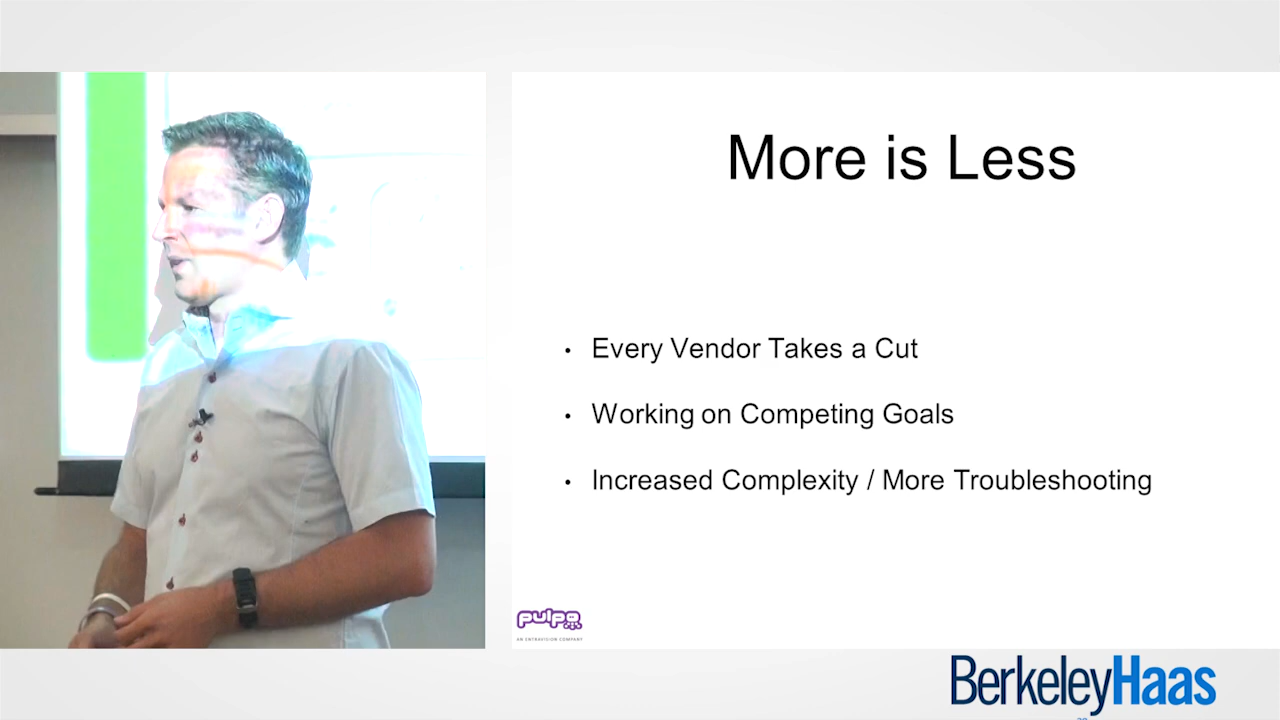 More is Less
• Every Vendor Takes a Cut
• Working on Competing Goals
• Increased Complexity / More Troubleshooting
pulpo
AN ENTRAVISION COMPANY
BerkeleyHaas